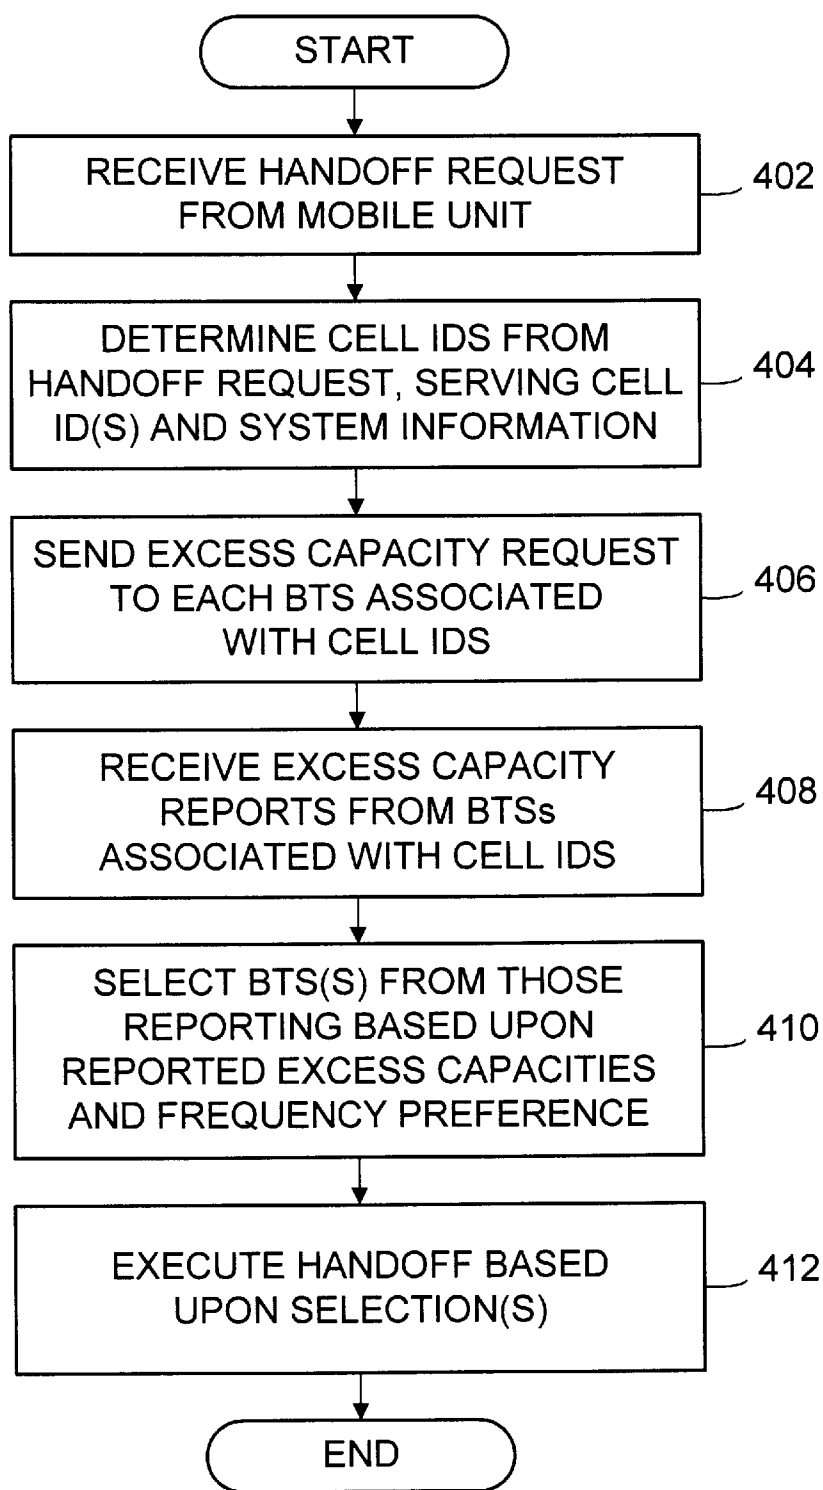 START
RECEIVE HANDOFF REQUEST
FROM MOBILE UNIT
402
DETERMINE CELL IDS FROM
HANDOFF REQUEST, SERVING CELL
ID(S) AND SYSTEM INFORMATION
404
SEND EXCESS CAPACITY REQUEST
TO EACH BTS ASSOCIATED
WITH CELL IDS
406
RECEIVE EXCESS CAPACITY
REPORTS FROM BTSs
ASSOCIATED WITH CELL IDS
408
SELECT BTS(S) FROM THOSE
REPORTING BASED UPON
REPORTED EXCESS CAPACITIES
AND FREQUENCY PREFERENCE
410
EXECUTE HANDOFF BASED
UPON SELECTION(S)
412
END